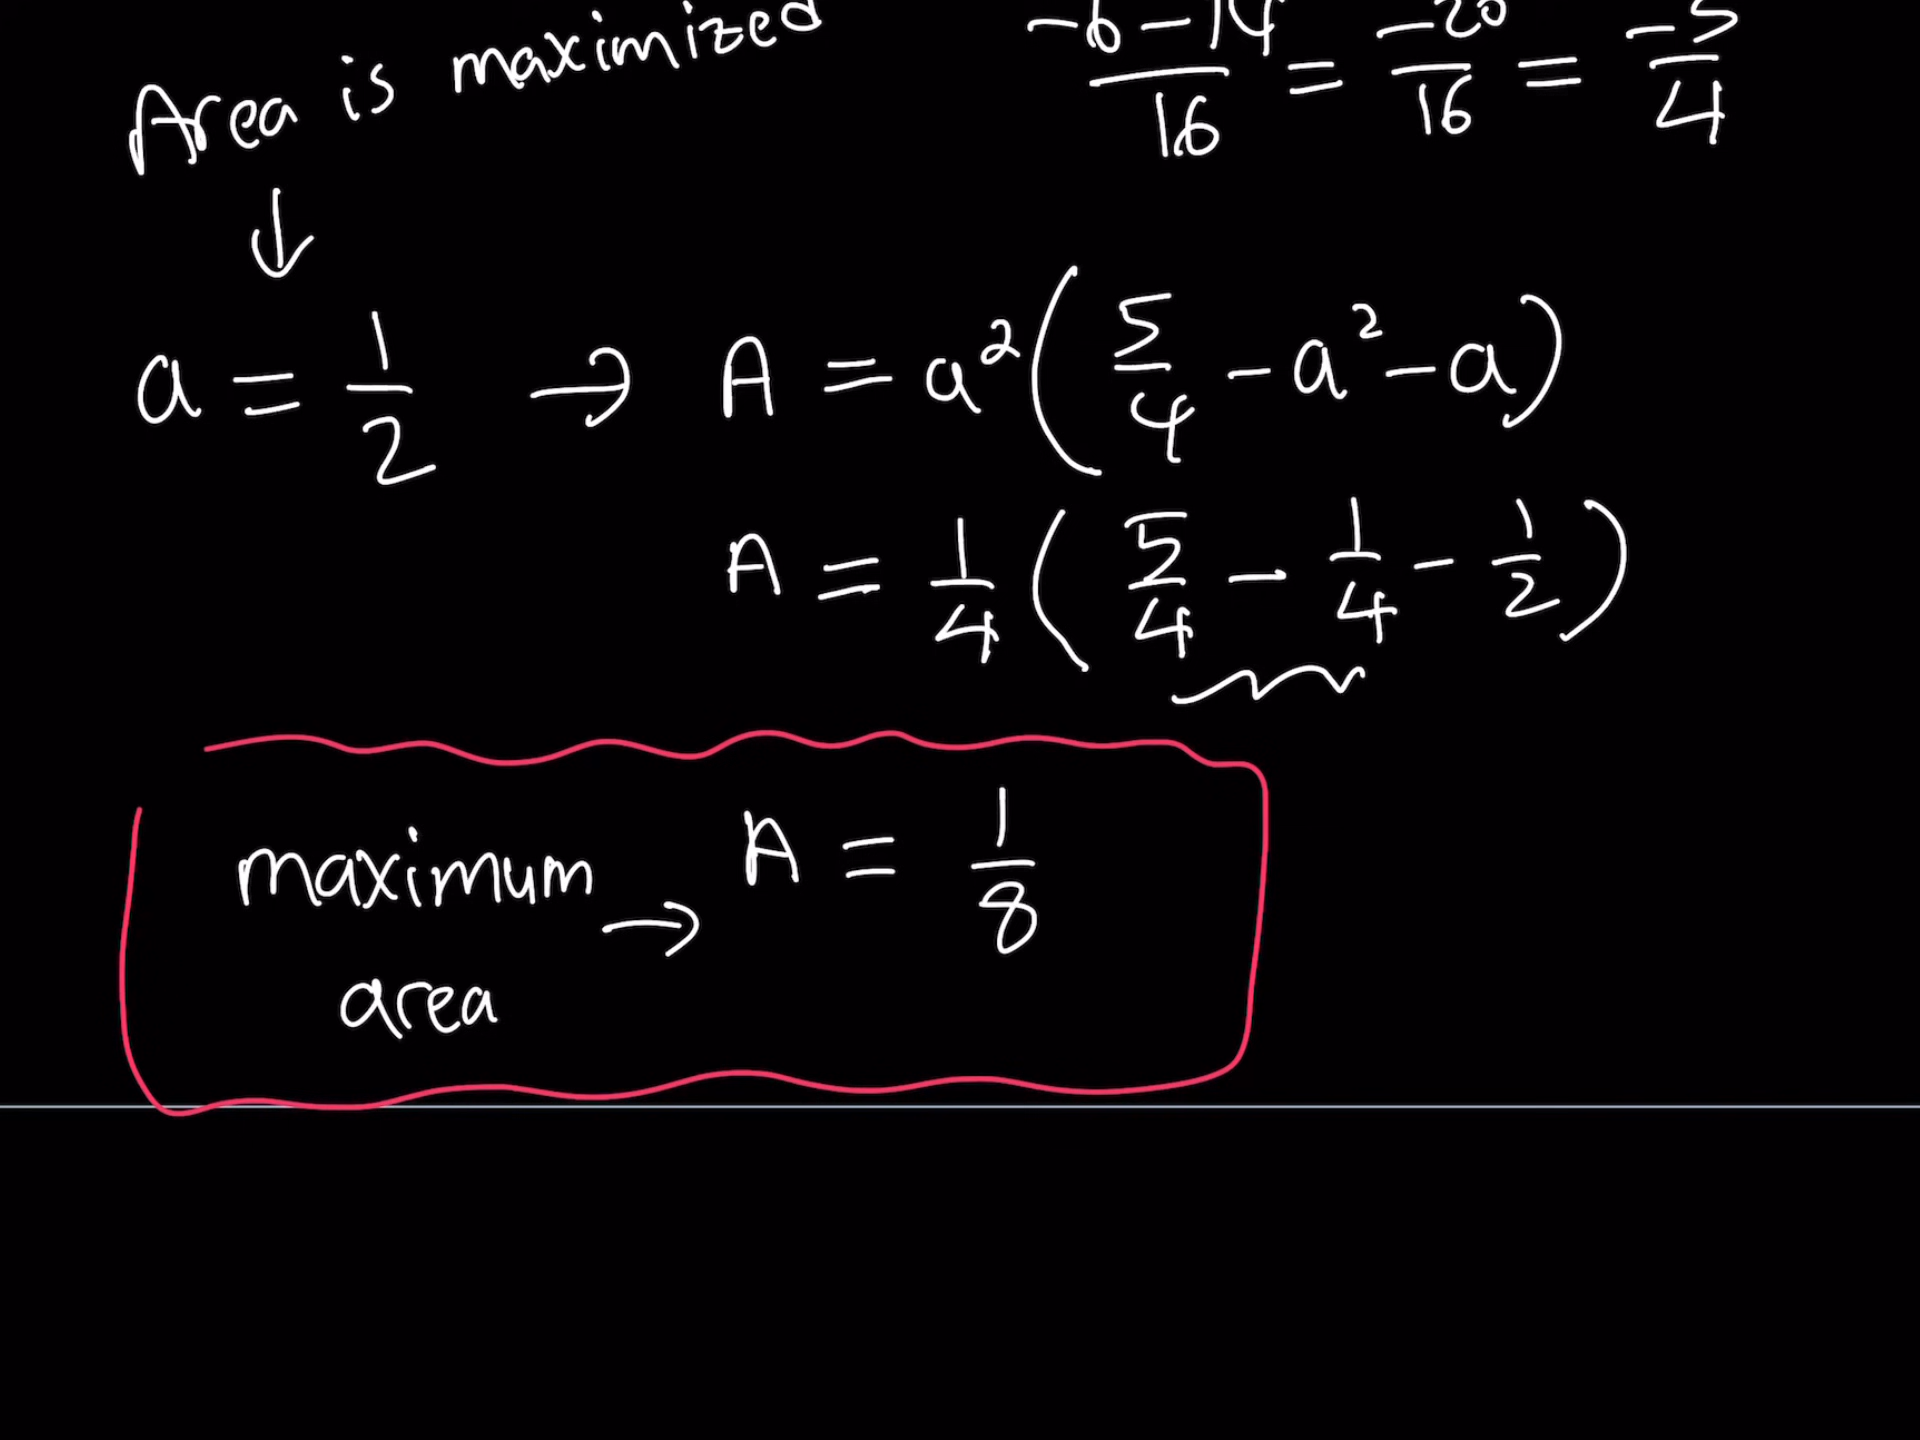 Area is maximized
(-6-14)/16 = -20/16 = -5/4
↓
a = 1/2 → A = a²(5/4 - a² - a)
A = 1/4(5/4 - 1/4 - 1/2)
maximum → A = 1/8
area